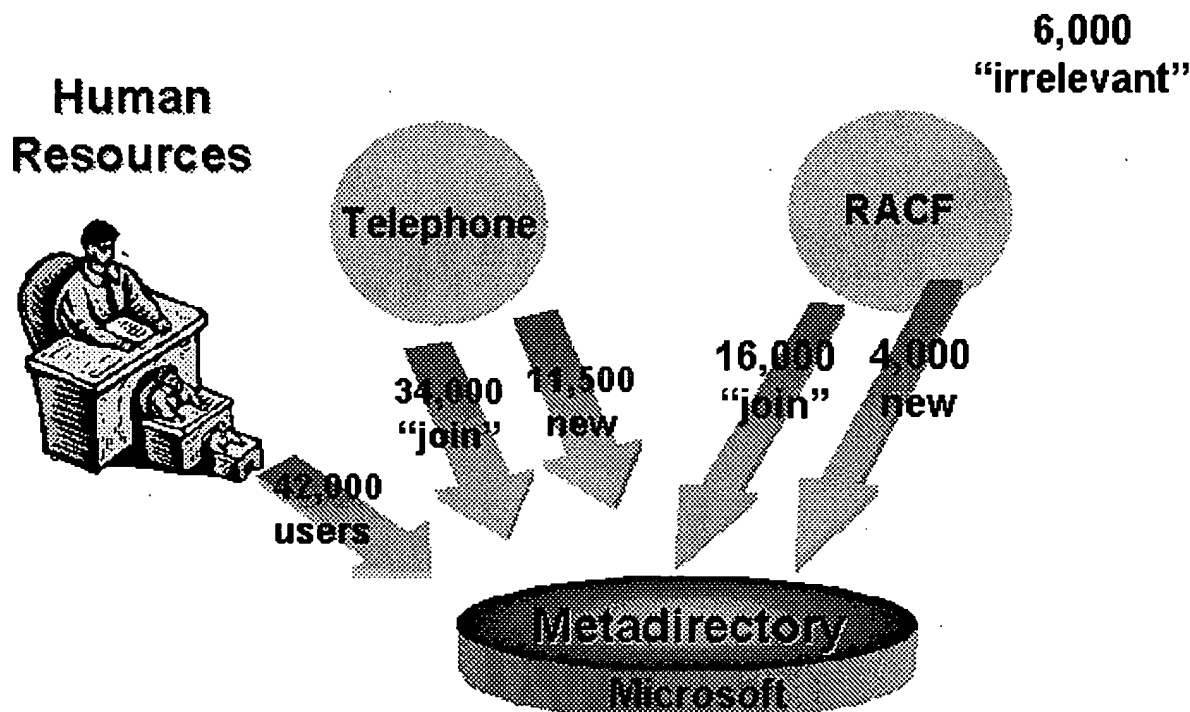 6,000
“irrelevant”
Human
Resources
Telephone
RACF
34,000
“join”
11,500
new
16,000
“join”
4,000
new
42,000
users
Metadirectory
Microsoft